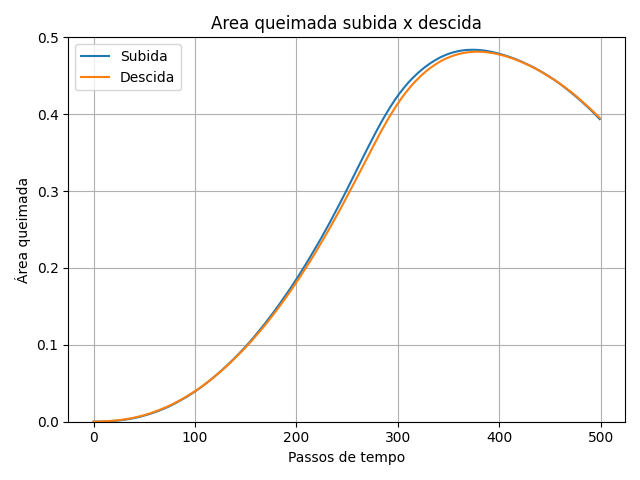 Area queimada subida x descida
Subida
Descida
Área queimada
0.5
0.4
0.3
0.2
0.1
0.0
0 100 200 300 400 500
Passos de tempo